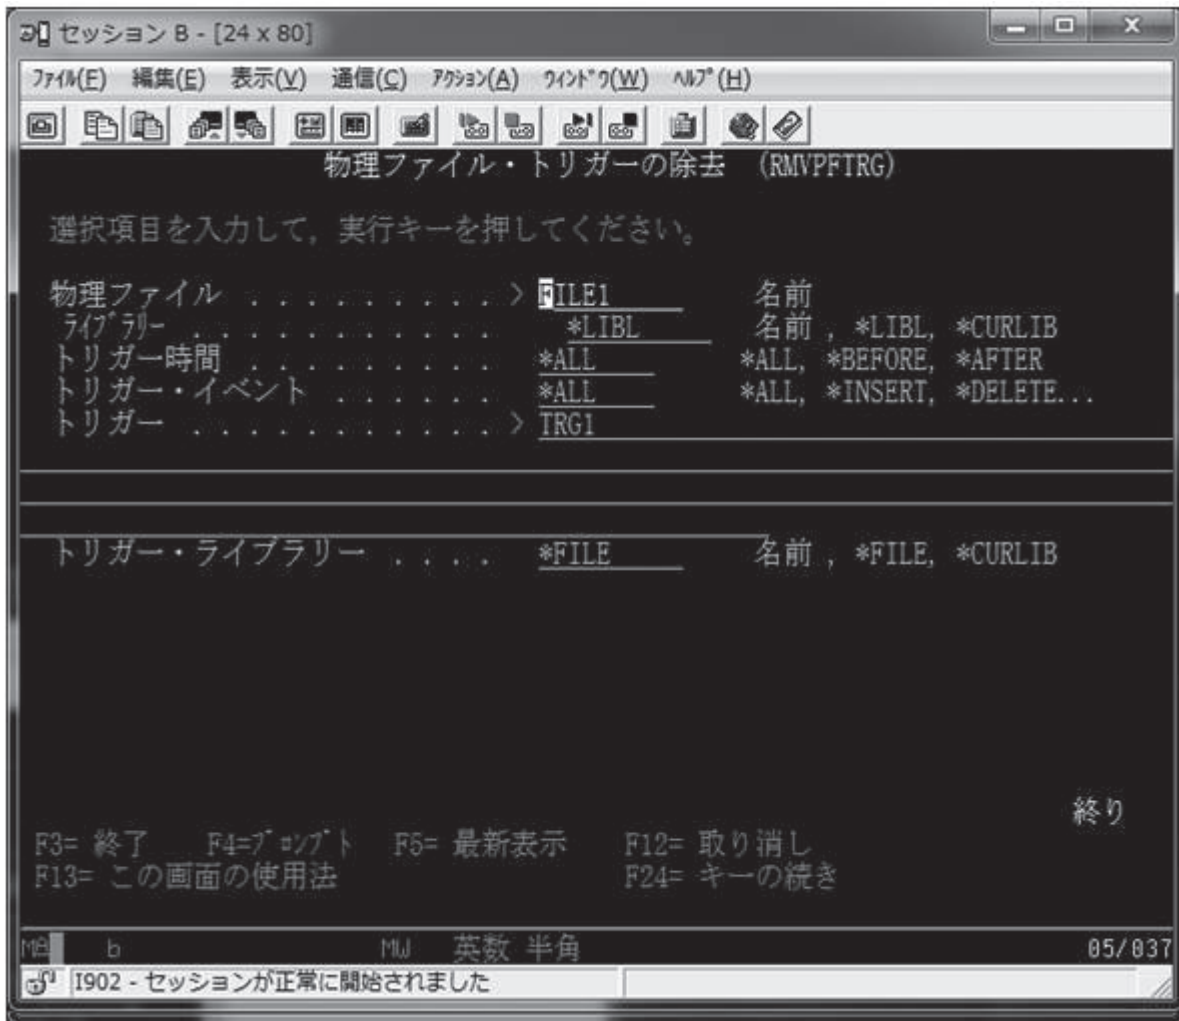 セッション B - [24 x 80]
ﾌｧｲﾙ(F) 編集(E) 表示(V) 通信(C) ｱｸｼｮﾝ(A) ｳｨﾝﾄﾞｳ(W) ﾍﾙﾌﾟ(H)
物理ファイル・トリガーの除去 (RMVPFTRG)
選択項目を入力して, 実行キーを押してください。
物理ファイル . . . . . . . . . > FILE1 名前
ﾗｲﾌﾞﾗﾘｰ . . . . . . . . . . . *LIBL 名前 , *LIBL, *CURLIB
トリガー時間 . . . . . . . . . *ALL *ALL, *BEFORE, *AFTER
トリガー・イベント . . . . . . *ALL *ALL, *INSERT, *DELETE...
トリガー . . . . . . . . . . . > TRG1
トリガー・ライブラリー . . . . *FILE 名前 , *FILE, *CURLIB
終り
F3= 終了 F4=ﾌﾟﾛﾝﾌﾟﾄ F5= 最新表示 F12= 取り消し
F13= この画面の使用法 F24= キーの続き
MA b MW 英数 半角 05/037
I902 - セッションが正常に開始されました